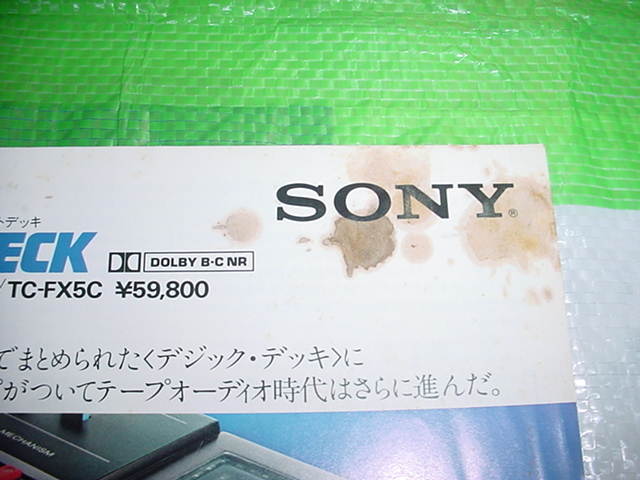 SONY®
トデッキ
ECK
DOLBY B·C NR
/TC-FX5C ¥59,800
でまとめられた〈デジック・デッキ〉に
プがついてテープオーディオ時代はさらに進んだ。
MECHANISM